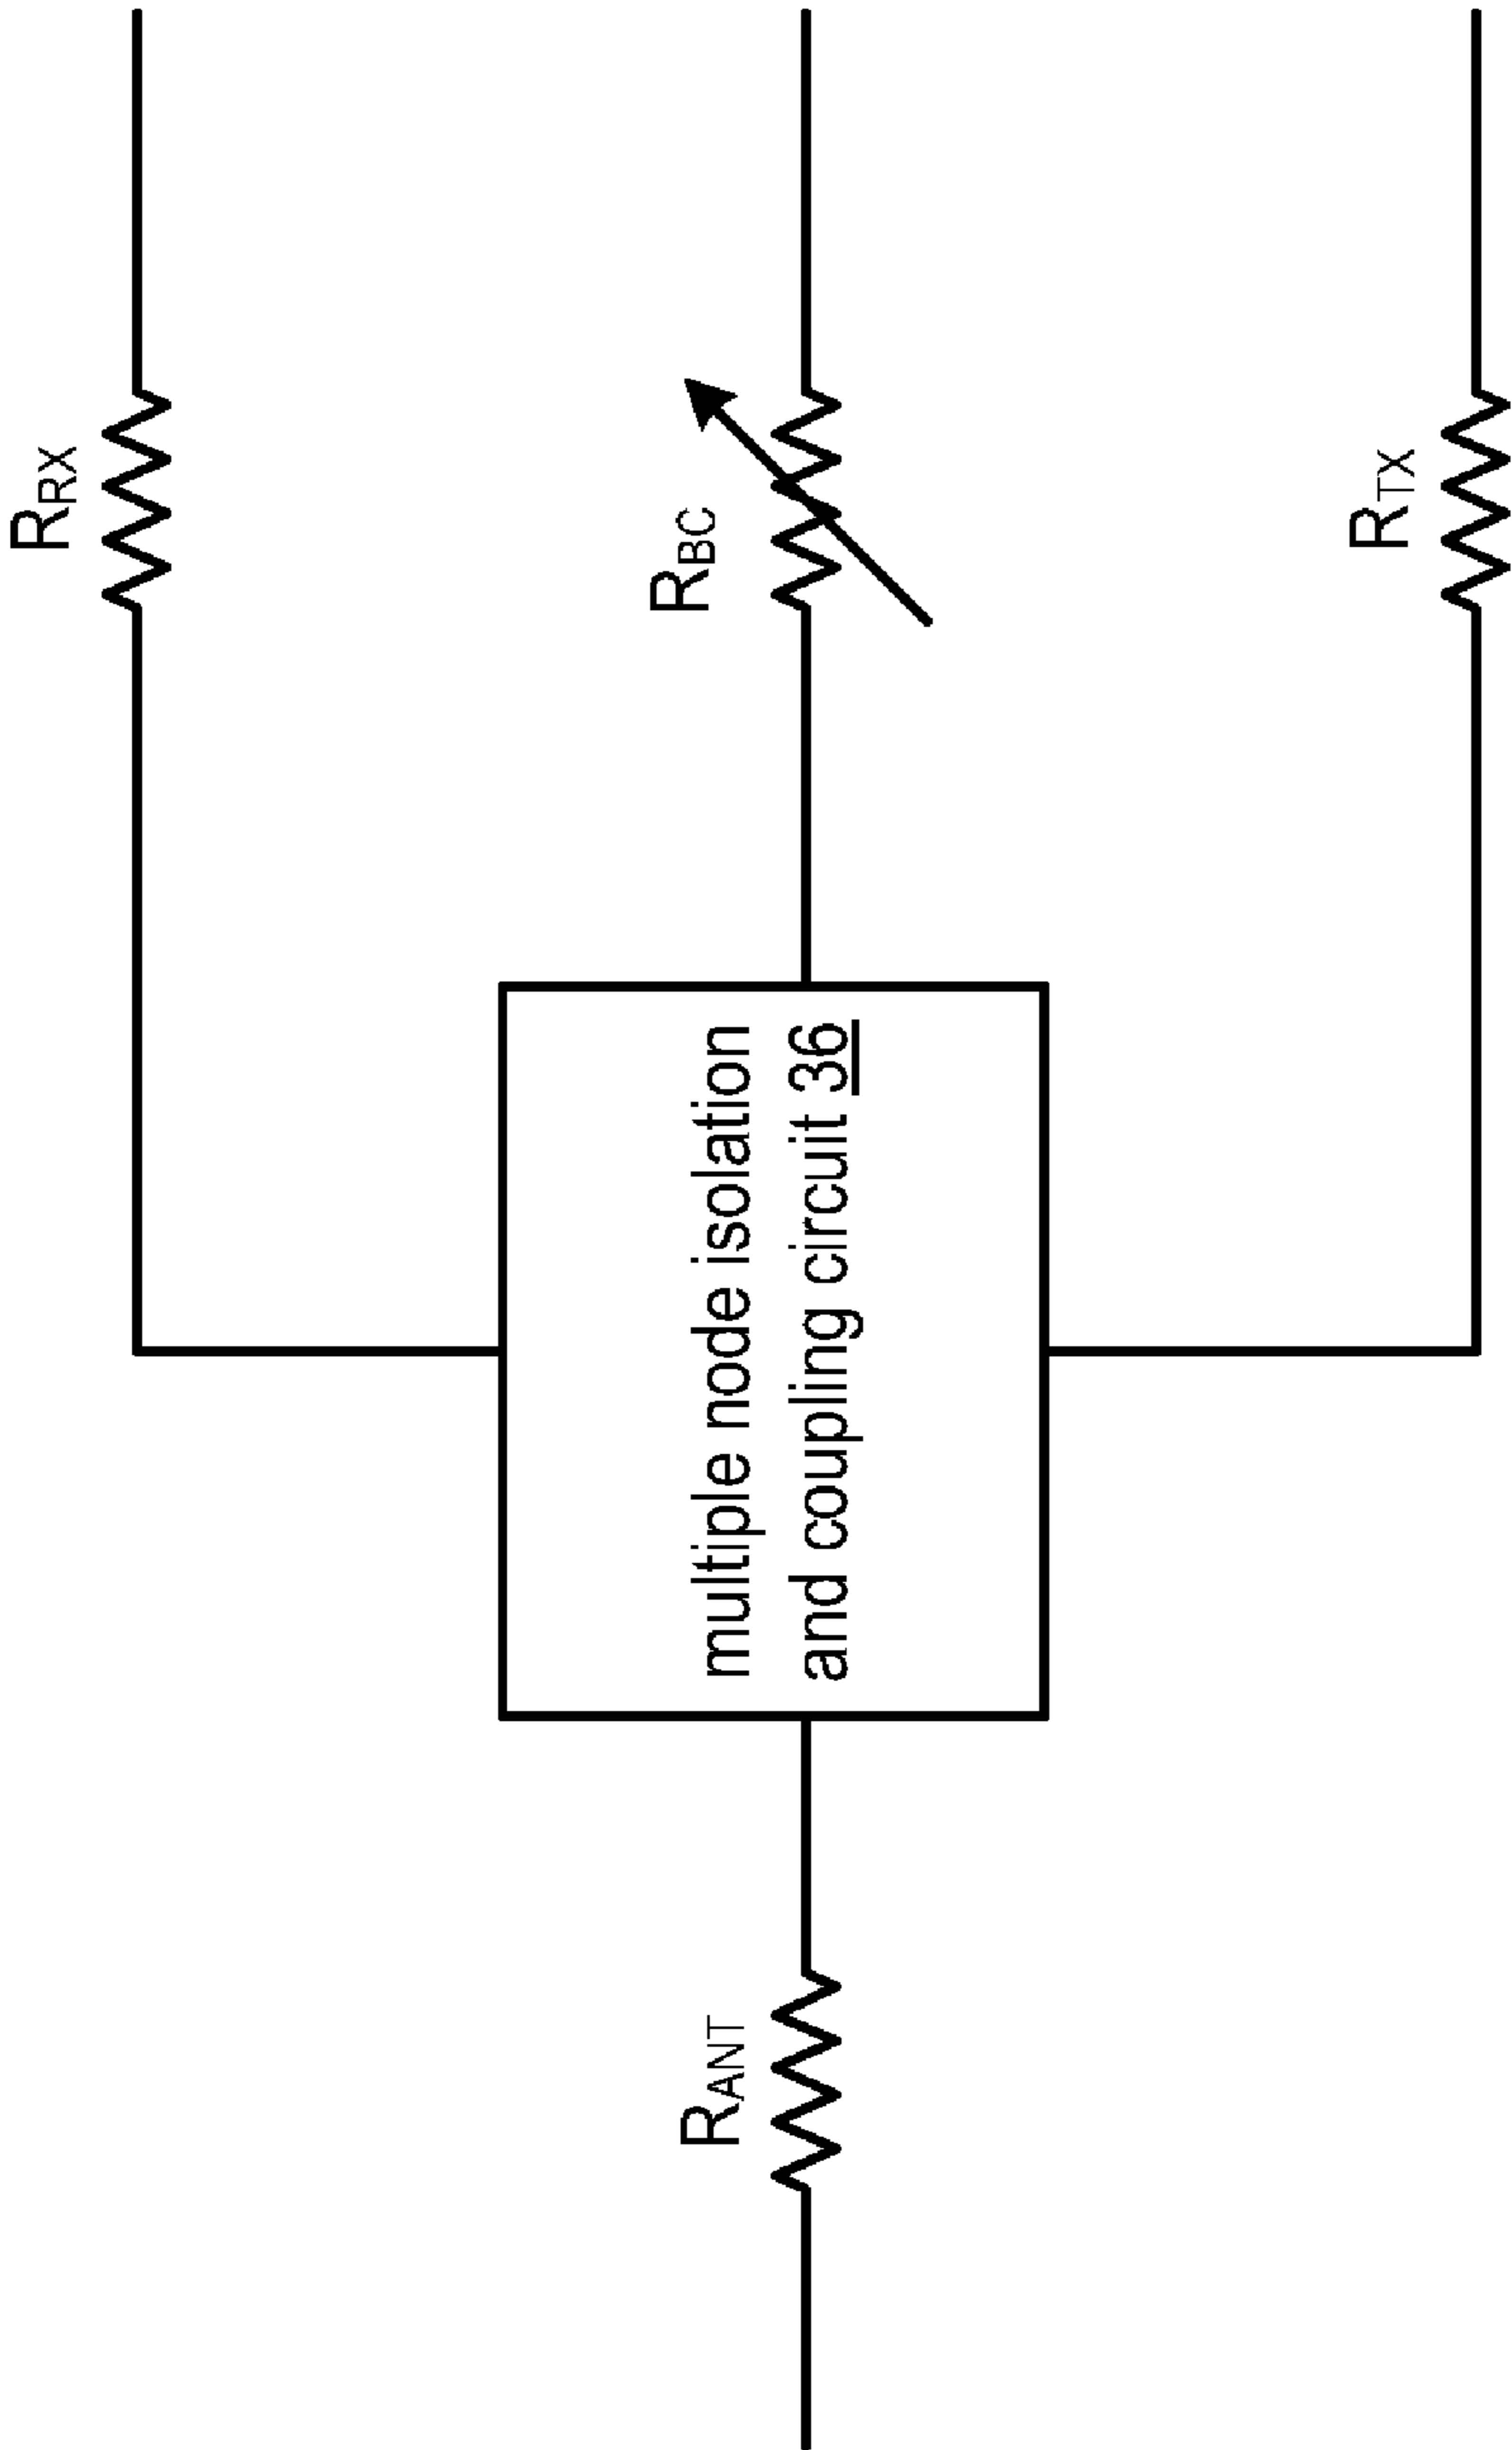 R_RX
R_BC
R_TX
multiple node isolation
and coupling circuit 36
R_ANT